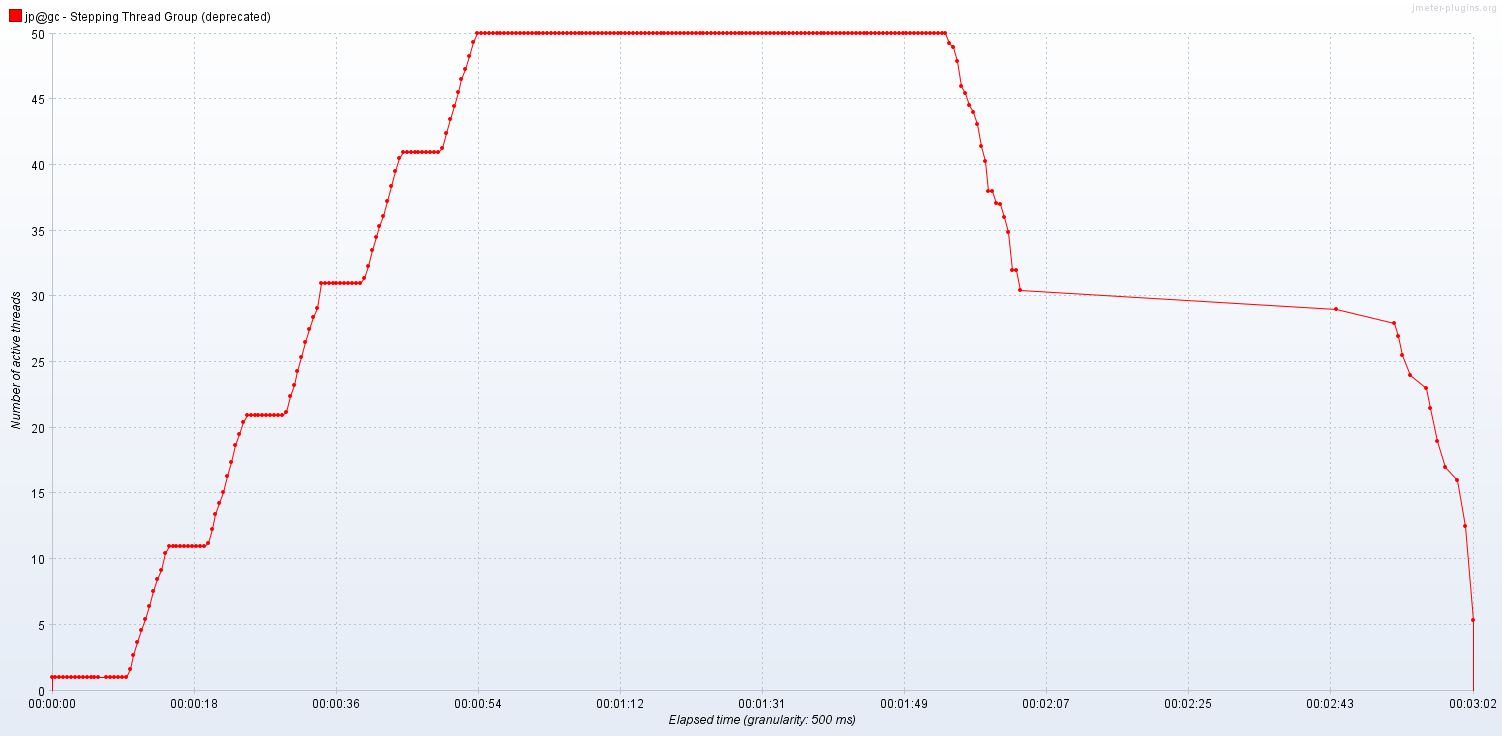 jp@gc - Stepping Thread Group (deprecated)
jmeter-plugins.org
50
45
40
35
30
25
20
15
10
5
0
Number of active threads
00:00:00 00:00:18 00:00:36 00:00:54 00:01:12 00:01:31 00:01:49 00:02:07 00:02:25 00:02:43 00:03:02
Elapsed time (granularity: 500 ms)